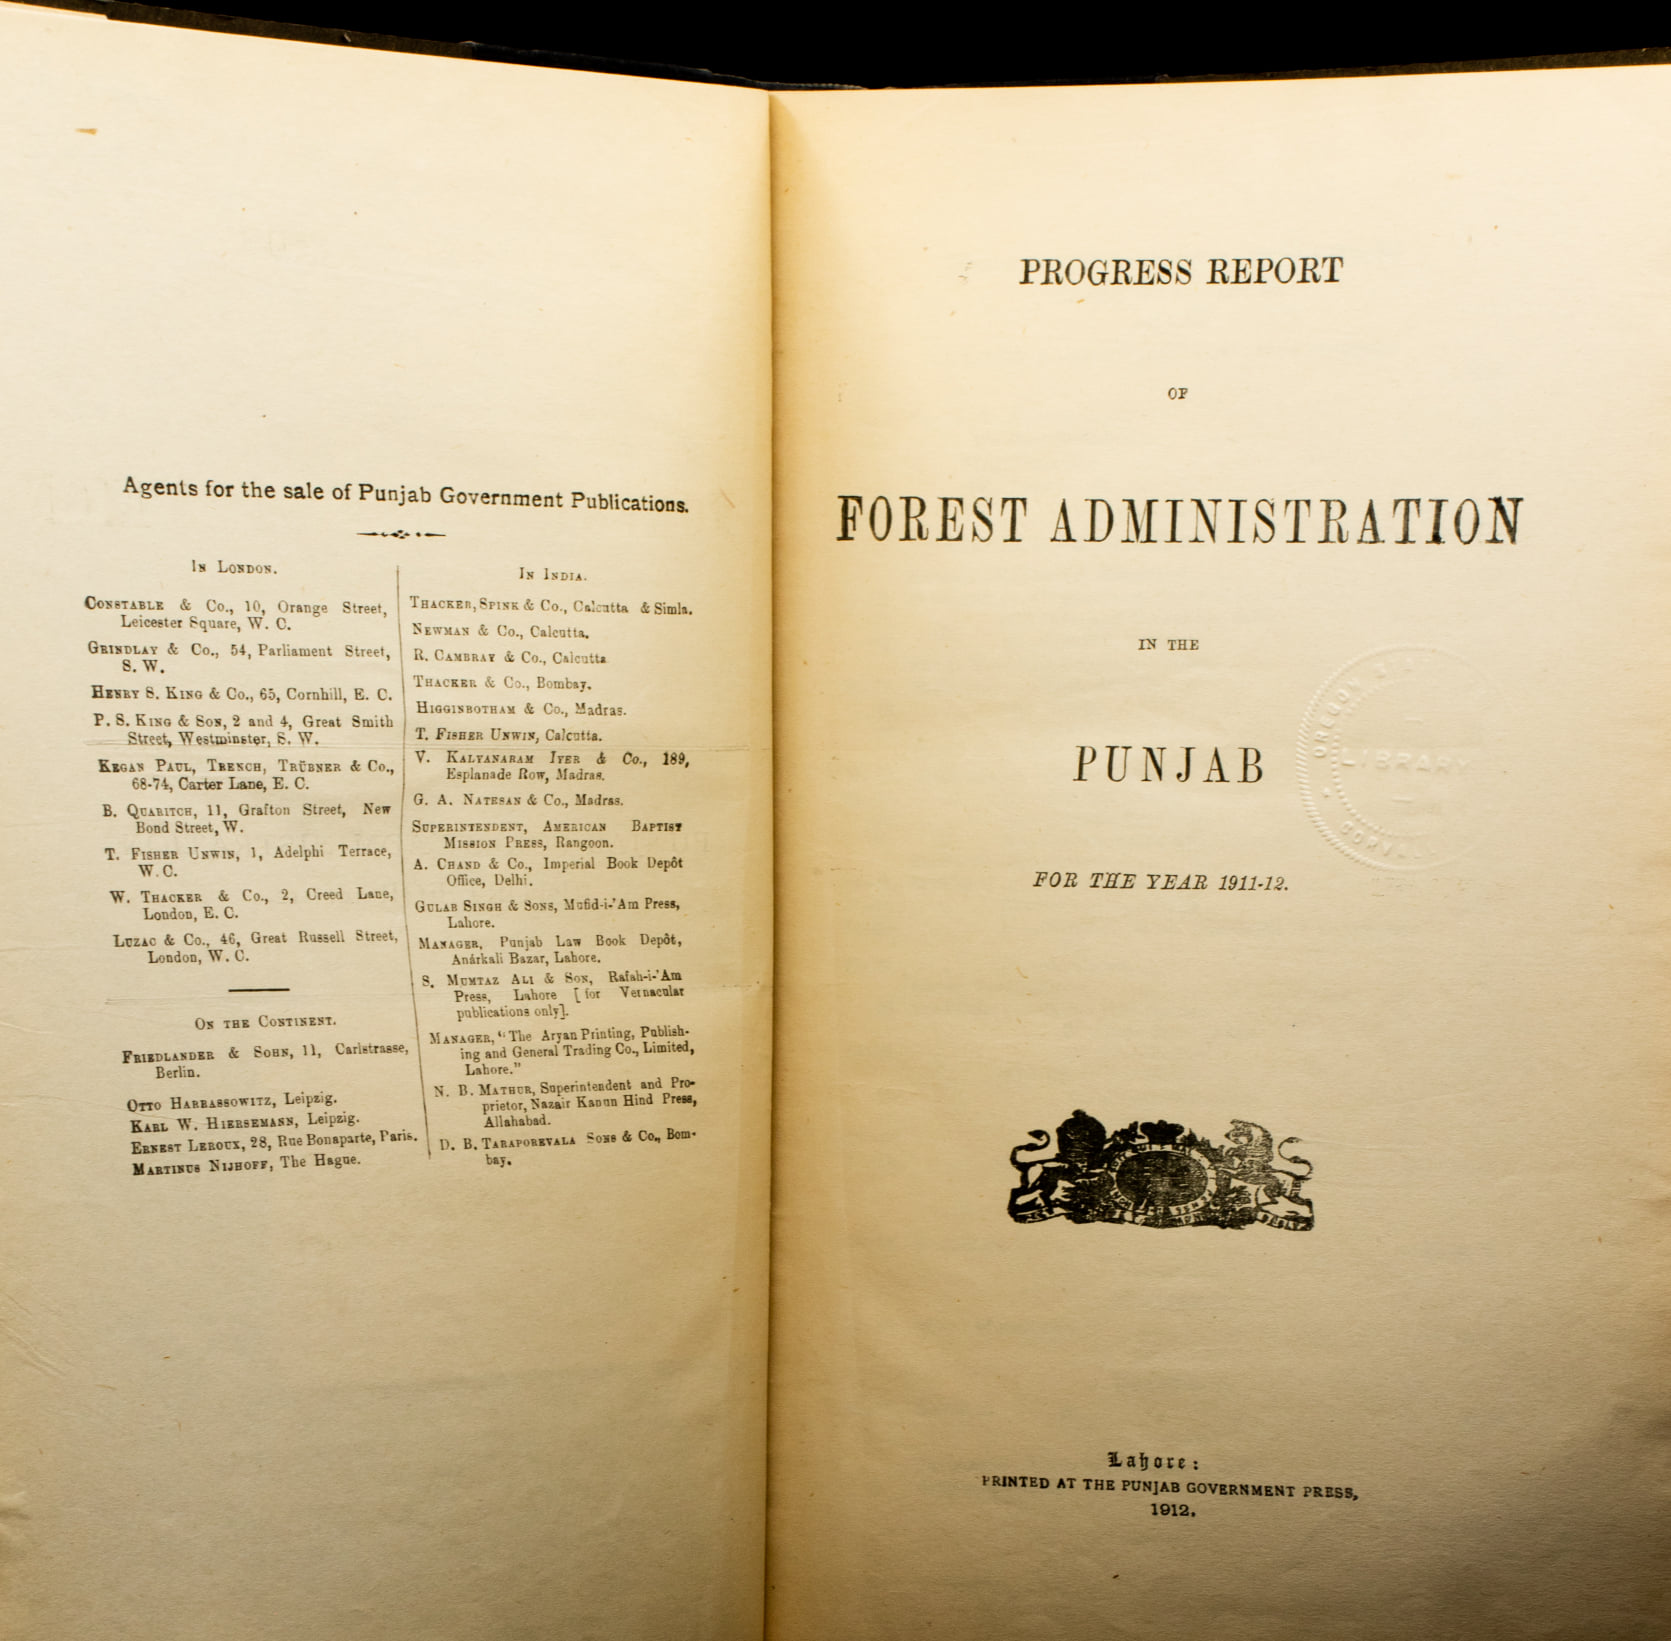 Agents for the sale of Punjab Government Publications.
IN LONDON.
CONSTABLE & Co., 10, Orange Street,
Leicester Square, W. C.
GRINDLAY & Co., 54, Parliament Street,
S. W.
HENRY S. KING & Co., 65, Cornhill, E. C.
P. S. KING & SON, 2 and 4, Great Smith
Street, Westminster, S. W.
KEGAN PAUL, TRENCH, TRÜBNER & Co.,
68-74, Carter Lane, E. C.
B. QUARITCH, 11, Grafton Street, New
Bond Street, W.
T. FISHER UNWIN, 1, Adelphi Terrace,
W. C.
W. THACKER & Co., 2, Creed Lane,
London, E. C.
LUZAC & Co., 46, Great Russell Street,
London, W. C.
ON THE CONTINENT.
FRIEDLANDER & SOHN, 11, Carlstrasse,
Berlin.
OTTO HARRASSOWITZ, Leipzig.
KARL W. HIERSEMANN, Leipzig.
ERNEST LEROUX, 28, Rue Bonaparte, Paris.
MARTINUS NIJHOFF, The Hague.
IN INDIA.
THACKER, SPINK & Co., Calcutta & Simla.
NEWMAN & Co., Calcutta.
R. CAMBRAY & Co., Calcutta
THACKER & Co., Bombay.
HIGGINBOTHAM & Co., Madras.
T. FISHER UNWIN, Calcutta.
V. KALYANARAM IYER & Co., 189,
Esplanade Row, Madras.
G. A. NATESAN & Co., Madras.
SUPERINTENDENT, AMERICAN BAPTIST
MISSION PRESS, Rangoon.
A. CHAND & Co., Imperial Book Depôt
Office, Delhi.
GULAB SINGH & SONS, Mufid-i-'Am Press,
Lahore.
MANAGER, Punjab Law Book Depôt,
Anárkali Bazar, Lahore.
S. MUMTAZ ALI & SON, Rafah-i-'Am
Press, Lahore [for Vernacular
publications only].
MANAGER, "The Aryan Printing, Publish-
ing and General Trading Co., Limited,
Lahore."
N. B. MATHUR, Superintendent and Pro-
prietor, Nazair Kanun Hind Press,
Allahabad.
D. B. TARAPOREVALA SONS & Co., Bom-
bay.
PROGRESS REPORT
OF
FOREST ADMINISTRATION
IN THE
PUNJAB
FOR THE YEAR 1911-12.
OREGON
LIBRARY
Lahore:
PRINTED AT THE PUNJAB GOVERNMENT PRESS,
1912.